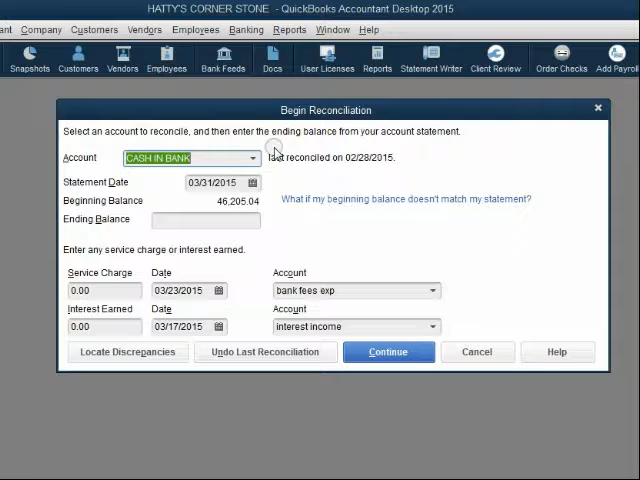 HATTY'S CORNER STONE - QuickBooks Accountant Desktop 2015
nt Company Customers Vendors Employees Banking Reports Window Help
Snapshots Customers Vendors Employees Bank Feeds Docs User Licenses Reports Statement Writer Client Review Order Checks Add Payrol
Begin Reconciliation
Select an account to reconcile, and then enter the ending balance from your account statement.
Account CASH IN BANK last reconciled on 02/28/2015.
Statement Date 03/31/2015
Beginning Balance 46,205.04 What if my beginning balance doesn't match my statement?
Ending Balance
Enter any service charge or interest earned.
Service Charge Date Account
0.00 03/23/2015 bank fees exp
Interest Earned Date Account
0.00 03/17/2015 interest income
Locate Discrepancies Undo Last Reconciliation Continue Cancel Help